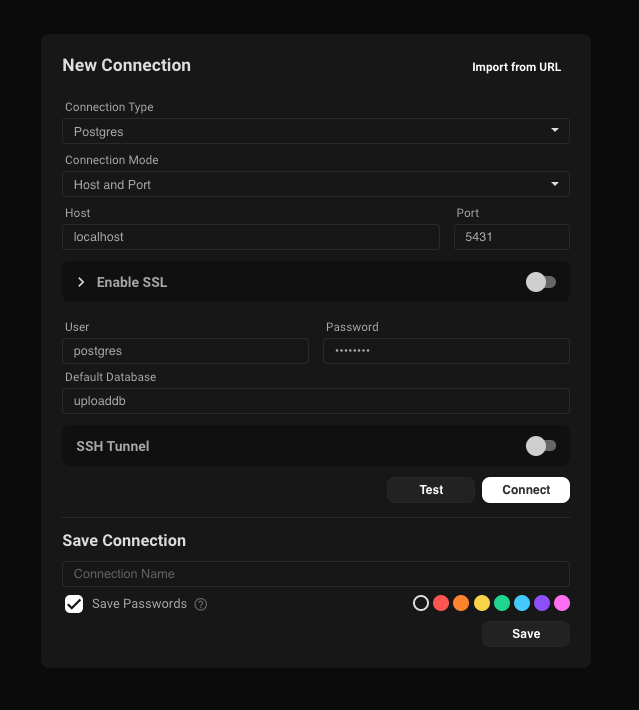 New Connection
Import from URL
Connection Type
Postgres
Connection Mode
Host and Port
Host Port
localhost 5431
Enable SSL
User Password
postgres ••••••••
Default Database
uploaddb
SSH Tunnel
Test Connect
Save Connection
Connection Name
Save Passwords ?
Save